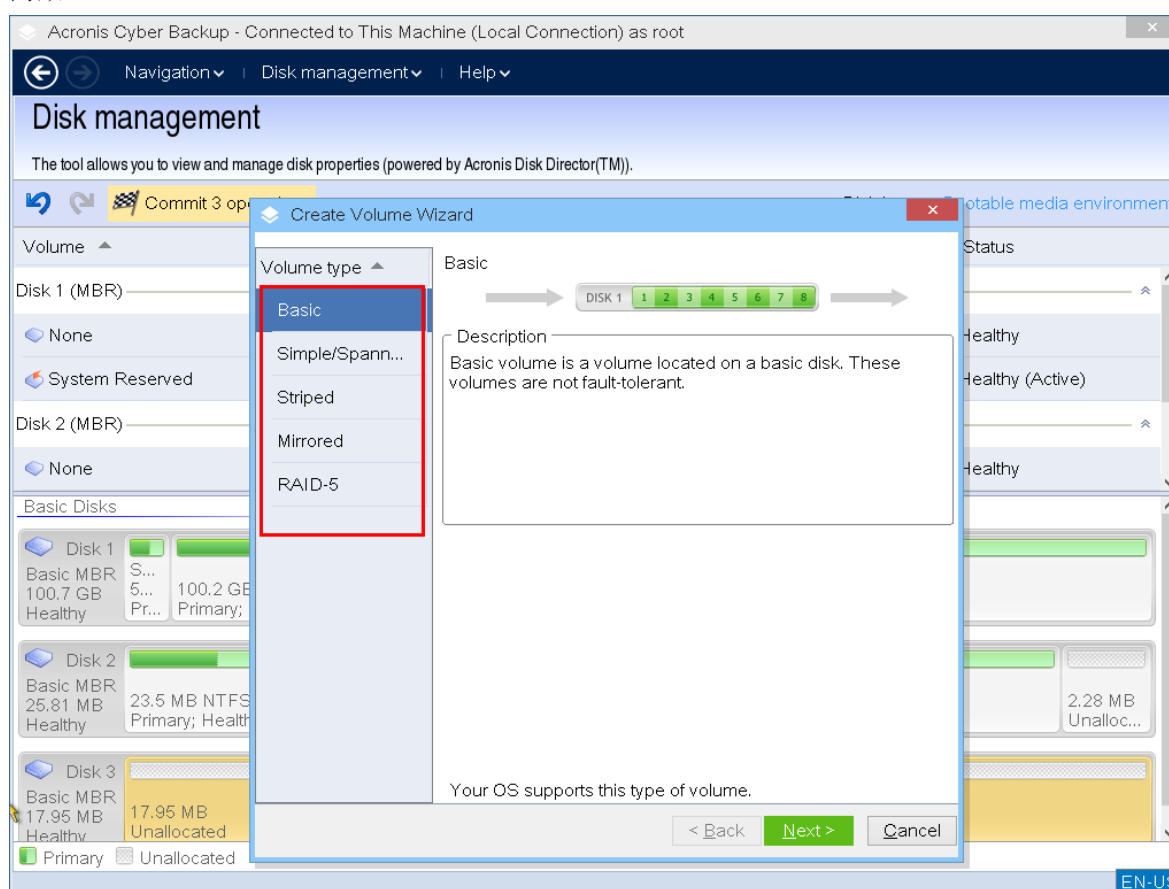 Acronis Cyber Backup - Connected to This Machine (Local Connection) as root
Navigation Disk management Help
Disk management
The tool allows you to view and manage disk properties (powered by Acronis Disk Director(TM)).
Commit 3 op
otable media environmen
Create Volume Wizard
Volume
Status
Disk 1 (MBR)
None
Healthy
System Reserved
Healthy (Active)
Disk 2 (MBR)
None
Healthy
Volume type
Basic
Simple/Spann...
Striped
Mirrored
RAID-5
Basic
DISK 1 1 2 3 4 5 6 7 8
Description
Basic volume is a volume located on a basic disk. These
volumes are not fault-tolerant.
Your OS supports this type of volume.
< Back Next > Cancel
Basic Disks
Disk 1
Basic MBR
100.7 GB
Healthy
S...
5...
Pr...
100.2 GB
Primary;
Disk 2
Basic MBR
25.81 MB
Healthy
23.5 MB NTFS
Primary; Health
2.28 MB
Unalloc...
Disk 3
Basic MBR
17.95 MB
Healthy
17.95 MB
Unallocated
Primary Unallocated
EN-US